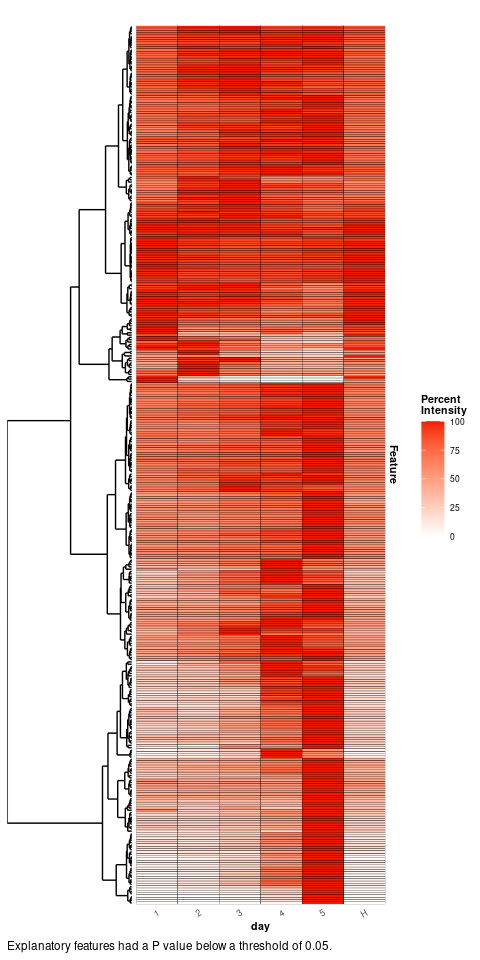 Percent
Intensity
100
75
50
25
0
Feature
1
2
3
4
5
H
day
Explanatory features had a P value below a threshold of 0.05.